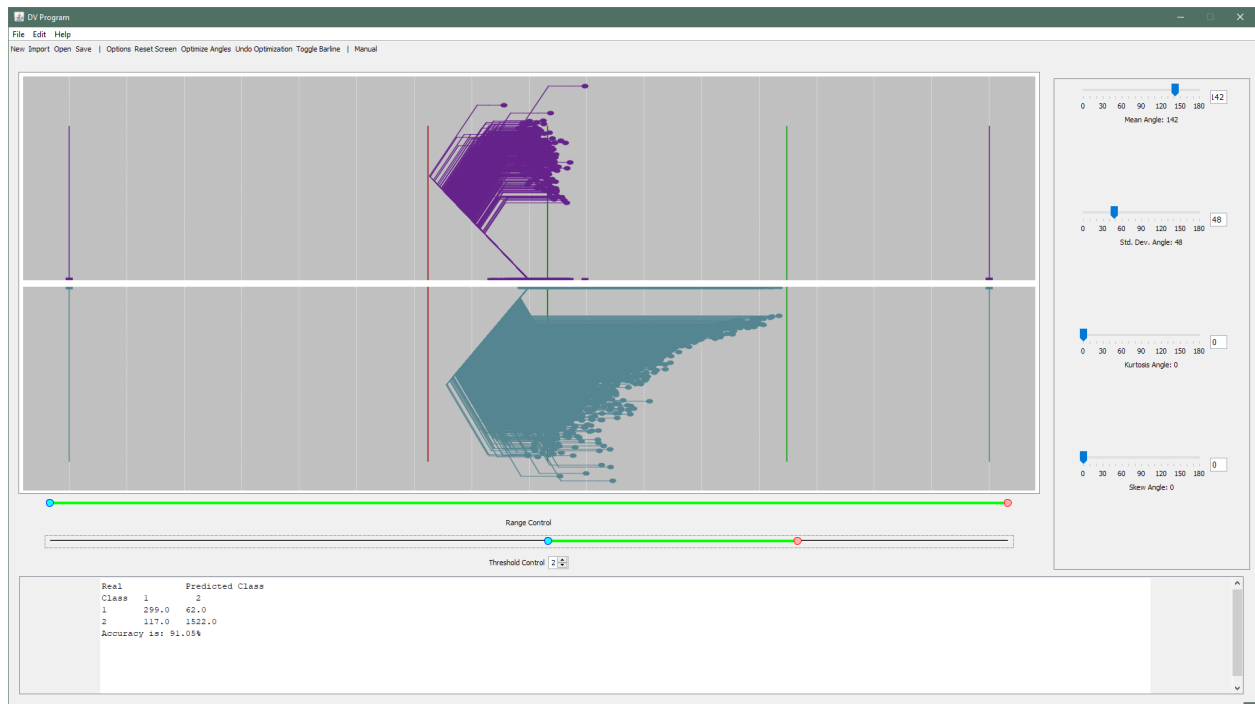 DV Program
File Edit Help
New Import Open Save | Options Reset Screen Optimize Angles Undo Optimization Toggle Barline | Manual
142
0 30 60 90 120 150 180
Mean Angle: 142
48
0 30 60 90 120 150 180
Std. Dev. Angle: 48
0
0 30 60 90 120 150 180
Kurtosis Angle: 0
0
0 30 60 90 120 150 180
Skew Angle: 0
Range Control
Threshold Control 2
Real Predicted Class
Class 1 2
1 299.0 62.0
2 117.0 1522.0
Accuracy is: 91.05%